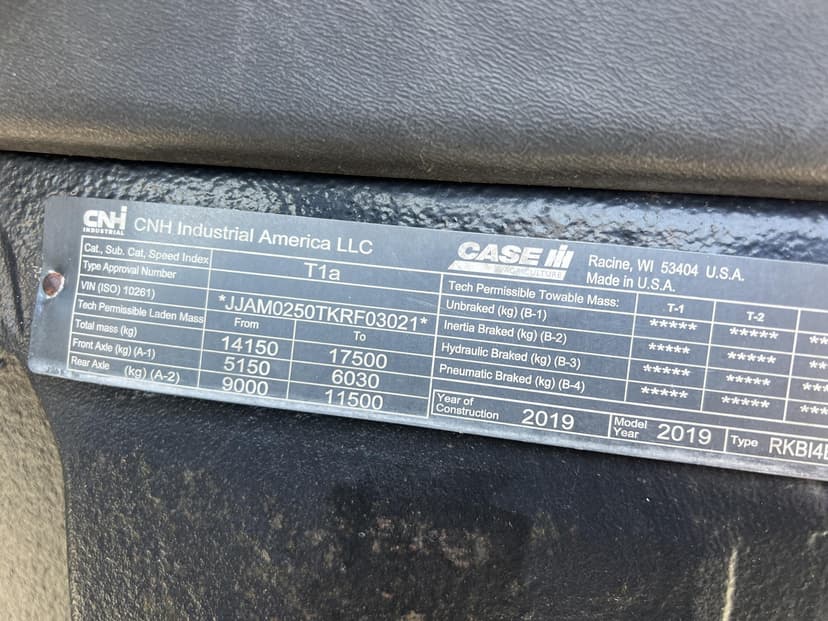 CNH INDUSTRIAL CNH Industrial America LLC
CASE IH AGRICULTURE
Racine, WI 53404 U.S.A.
Made in U.S.A.
Cat., Sub. Cat, Speed Index T1a
Type Approval Number
VIN (ISO) 10261) *JJAM0250TKRF03021*
Tech Permissible Laden Mass From To
Total mass (kg) 14150 17500
Front Axle (kg) (A-1) 5150 6030
Rear Axle (kg) (A-2) 9000 11500
Tech Permissible Towable Mass: T-1 T-2
Unbraked (kg) (B-1) ***** *****
Inertia Braked (kg) (B-2) ***** *****
Hydraulic Braked (kg) (B-3) ***** *****
Pneumatic Braked (kg) (B-4) ***** *****
Year of Construction 2019 Model Year 2019 Type